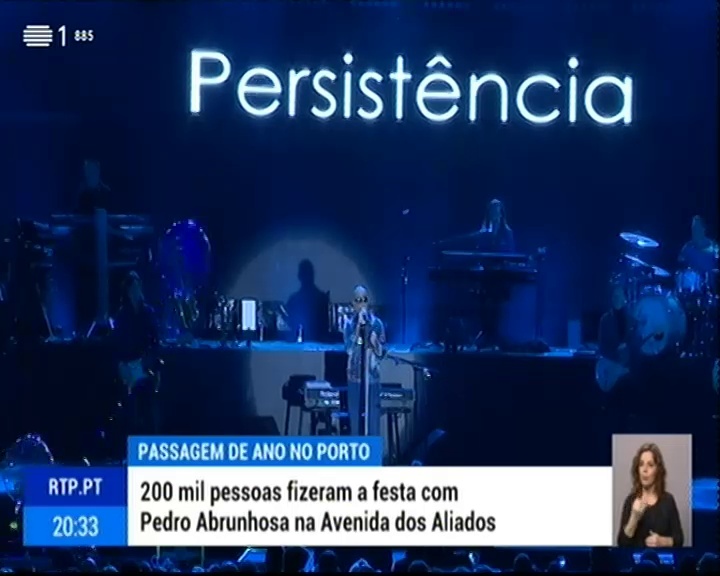 1 885
Persistência
PASSAGEM DE ANO NO PORTO
RTP.PT
200 mil pessoas fizeram a festa com
20:33
Pedro Abrunhosa na Avenida dos Aliados
Roland